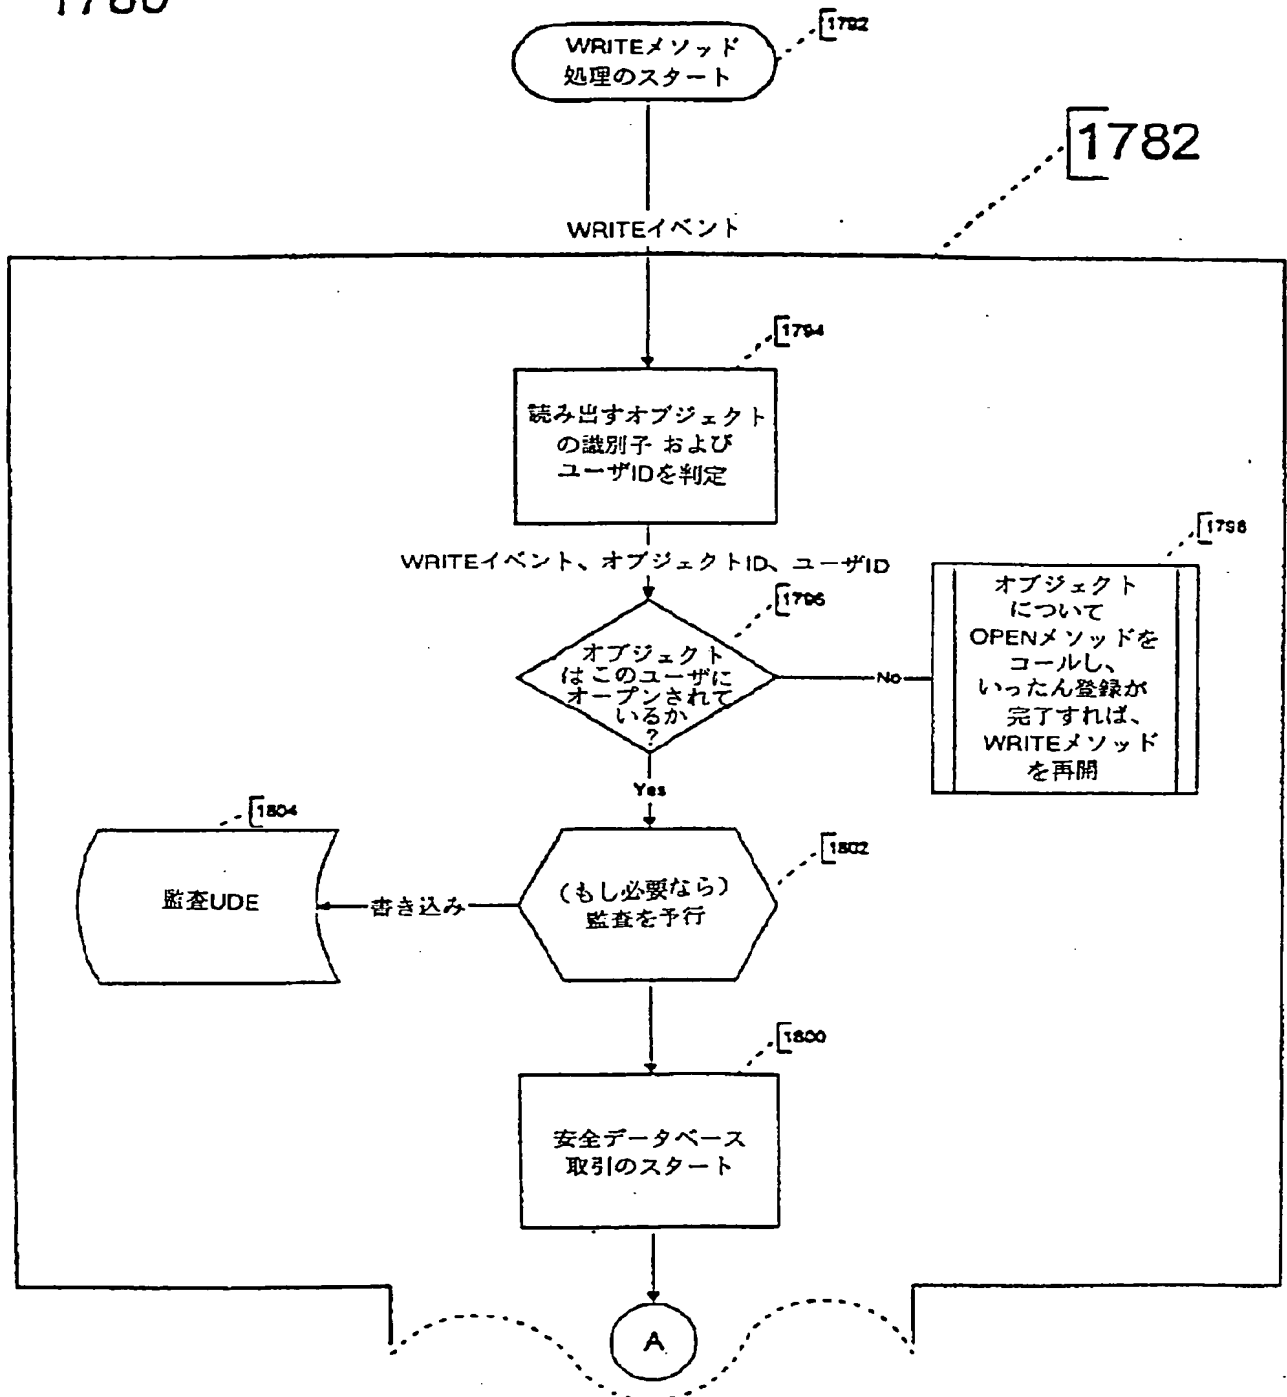 1780
WRITEメソッド
処理のスタート
1792
1782
WRITEイベント
1794
読み出すオブジェクト
の識別子 および
ユーザIDを判定
WRITEイベント、オブジェクトID、ユーザID
1796
オブジェクト
はこのユーザに
オープンされて
いるか
?
No
1798
オブジェクト
について
OPENメソッドを
コールし、
いったん登録が
完了すれば、
WRITEメソッド
を再開
Yes
1804
監査UDE
書き込み
1802
(もし必要なら)
監査を予行
1800
安全データベース
取引のスタート
A